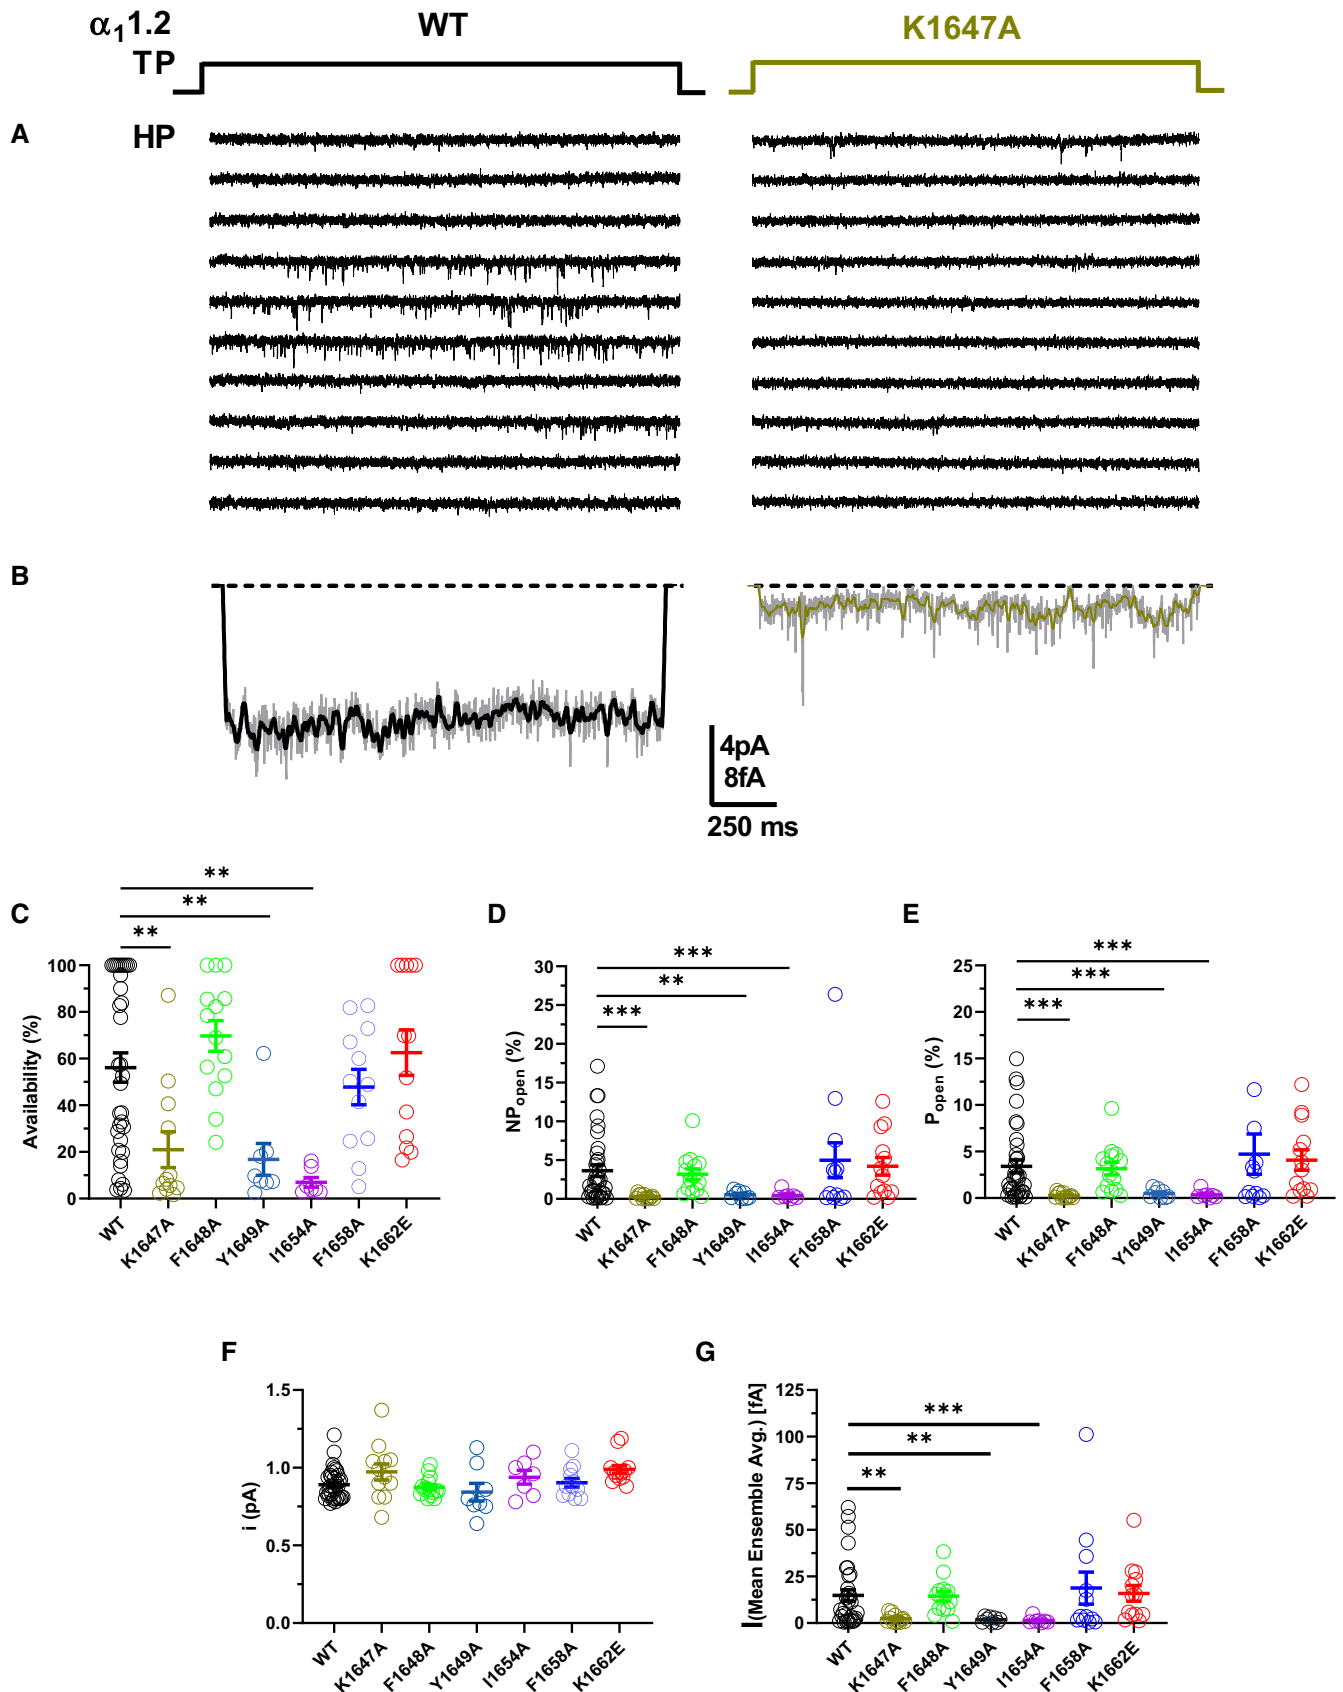 α₁1.2 WT K1647A
TP
A HP
B
4pA
8fA
250 ms
C
** 
**
**
Availability (%)
100
80
60
40
20
0
WT K1647A F1648A Y1649A I1654A F1658A K1662E
D
***
**
***
NPopen (%)
30
25
20
15
10
5
0
WT K1647A F1648A Y1649A I1654A F1658A K1662E
E
***
***
***
Popen (%)
25
20
15
10
5
0
WT K1647A F1648A Y1649A I1654A F1658A K1662E
F
i (pA)
1.5
1.0
0.5
0.0
WT K1647A F1648A Y1649A I1654A F1658A K1662E
G
***
**
**
I(Mean Ensemble Avg.) [fA]
125
100
75
50
25
0
WT K1647A F1648A Y1649A I1654A F1658A K1662E